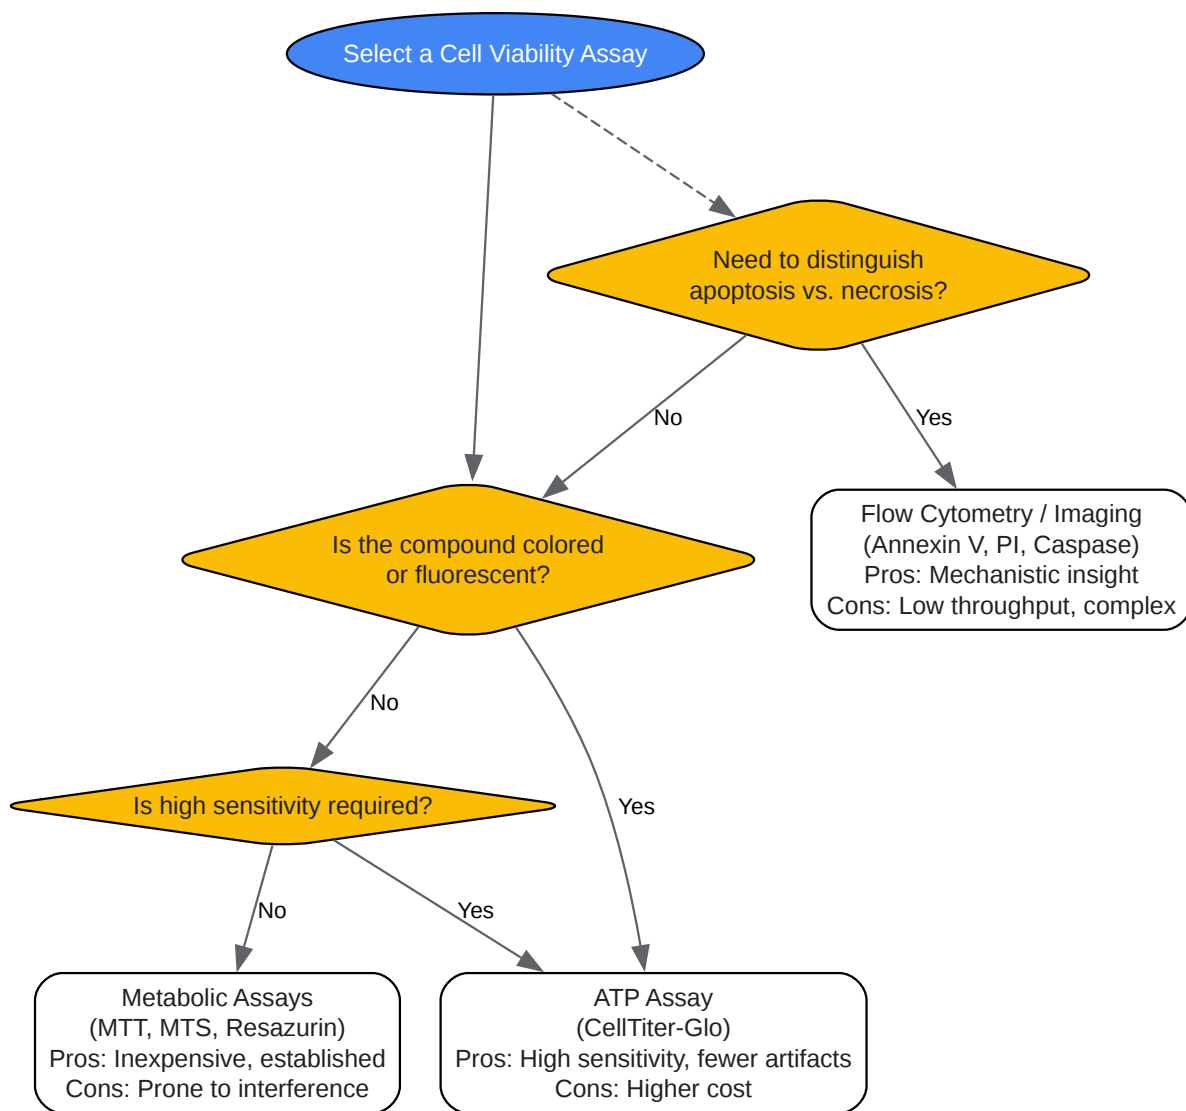 Select a Cell Viability Assay
Need to distinguish
apoptosis vs. necrosis?
No
Yes
Flow Cytometry / Imaging
(Annexin V, PI, Caspase)
Pros: Mechanistic insight
Cons: Low throughput, complex
Is the compound colored
or fluorescent?
No
Yes
Is high sensitivity required?
No
Yes
Metabolic Assays
(MTT, MTS, Resazurin)
Pros: Inexpensive, established
Cons: Prone to interference
ATP Assay
(CellTiter-Glo)
Pros: High sensitivity, fewer artifacts
Cons: Higher cost